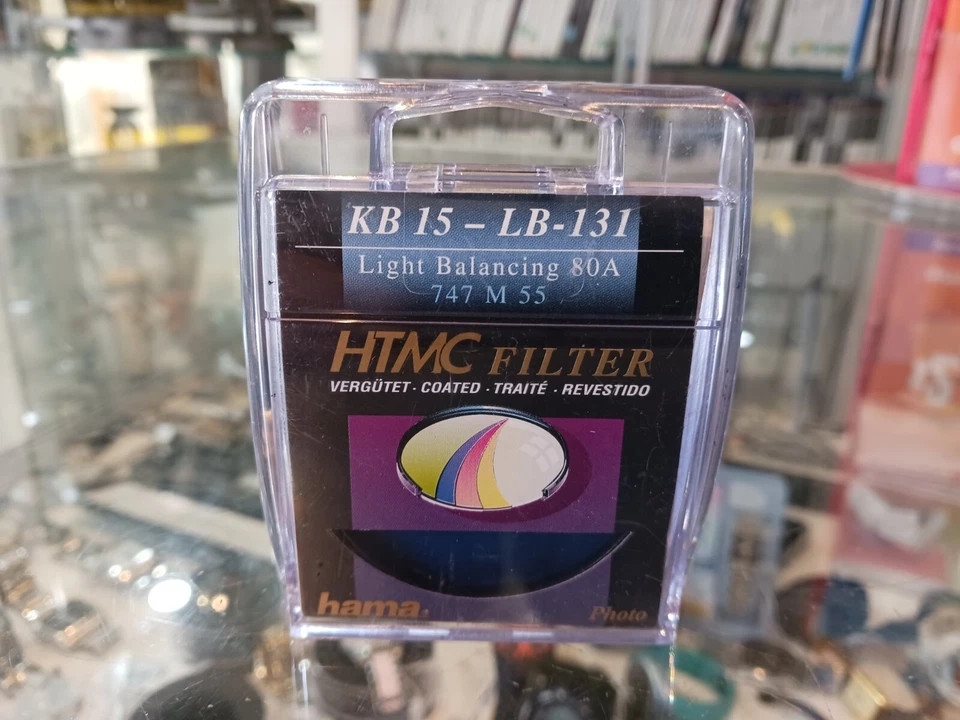 KB 15 – LB-131
Light Balancing 80A
747 M 55
HTMC FILTER
VERGÜTET · COATED · TRAITÉ · REVESTIDO
hama.
Photo